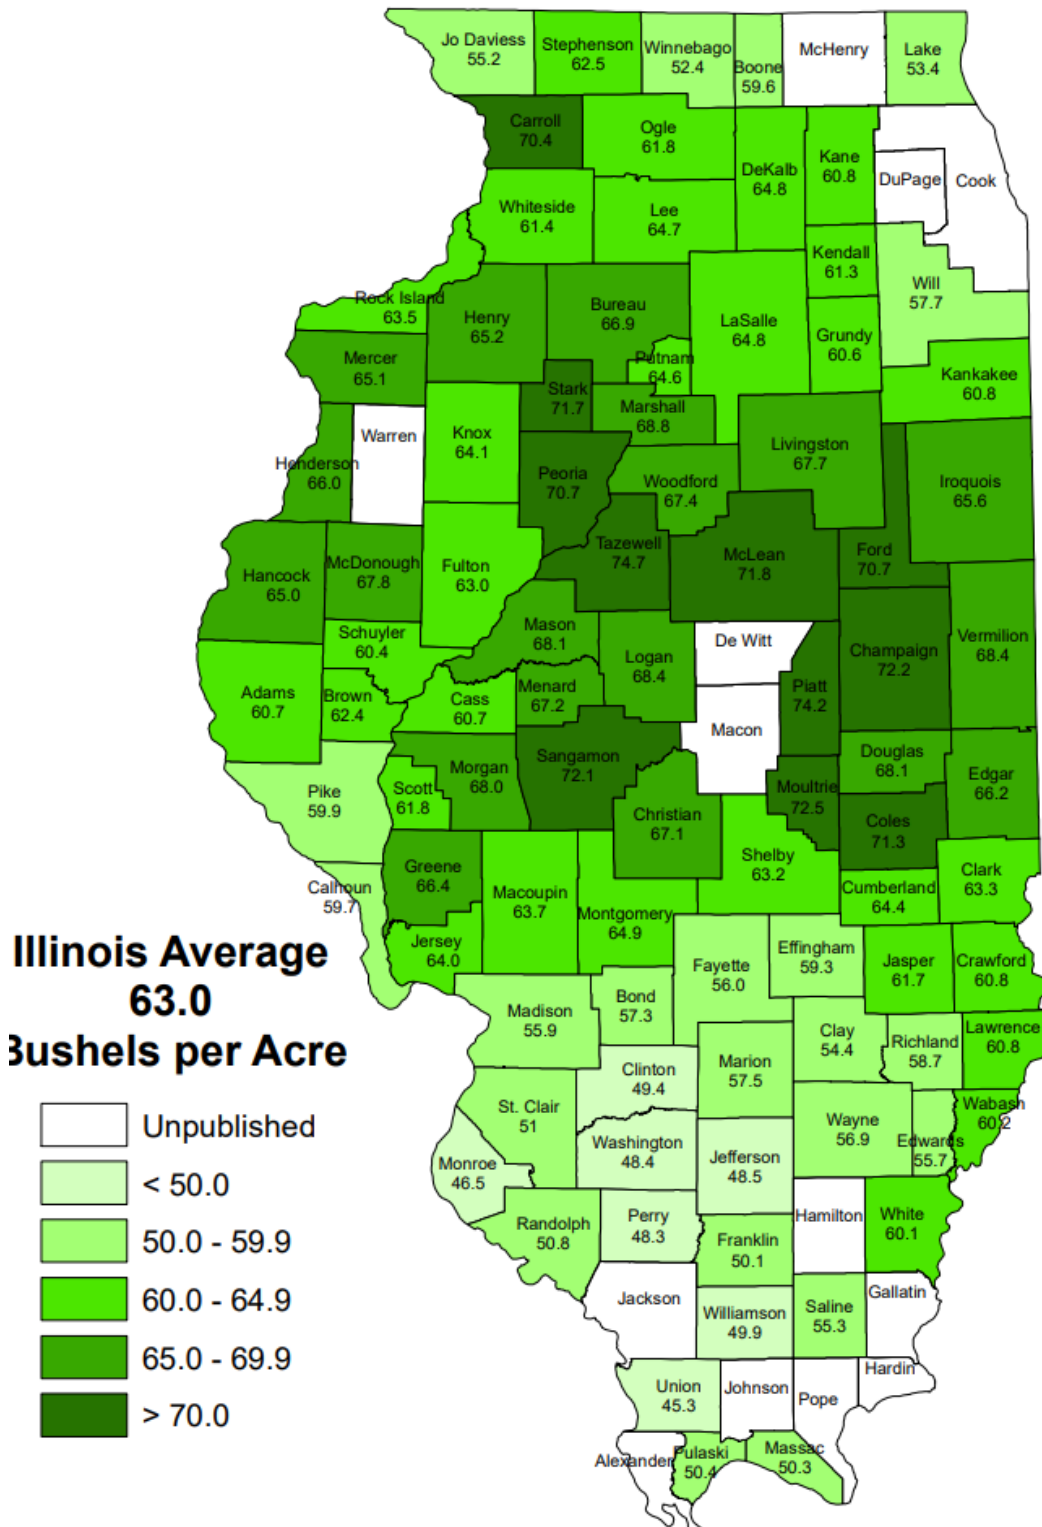 Jo Daviess
55.2
Stephenson
62.5
Winnebago
52.4
Boone
59.6
McHenry
Lake
53.4
Carroll
70.4
Ogle
61.8
DeKalb
64.8
Kane
60.8
DuPage
Cook
Whiteside
61.4
Lee
64.7
Kendall
61.3
Will
57.7
Rock Island
63.5
Henry
65.2
Bureau
66.9
LaSalle
64.8
Grundy
60.6
Mercer
65.1
Putnam
64.6
Kankakee
60.8
Stark
71.7
Marshall
68.8
Warren
Knox
64.1
Livingston
67.7
Henderson
66.0
Peoria
70.7
Woodford
67.4
Iroquois
65.6
Hancock
65.0
McDonough
67.8
Fulton
63.0
Tazewell
74.7
McLean
71.8
Ford
70.7
Schuyler
60.4
Mason
68.1
Logan
68.4
De Witt
Champaign
72.2
Vermilion
68.4
Adams
60.7
Brown
62.4
Cass
60.7
Menard
67.2
Piatt
74.2
Macon
Pike
59.9
Scott
61.8
Morgan
68.0
Sangamon
72.1
Christian
67.1
Moultrie
72.5
Douglas
68.1
Edgar
66.2
Coles
71.3
Calhoun
59.7
Greene
66.4
Macoupin
63.7
Montgomery
64.9
Shelby
63.2
Cumberland
64.4
Clark
63.3
Jersey
64.0
Fayette
56.0
Effingham
59.3
Jasper
61.7
Crawford
60.8
Madison
55.9
Bond
57.3
Clay
54.4
Richland
58.7
Lawrence
60.8
Clinton
49.4
Marion
57.5
St. Clair
51
Wayne
56.9
Edwards
55.7
Wabash
60.2
Monroe
46.5
Washington
48.4
Jefferson
48.5
Randolph
50.8
Perry
48.3
Franklin
50.1
Hamilton
White
60.1
Jackson
Williamson
49.9
Saline
55.3
Gallatin
Union
45.3
Johnson
Pope
Hardin
Alexander
Pulaski
50.4
Massac
50.3
Illinois Average
63.0
Bushels per Acre
Unpublished
< 50.0
50.0 - 59.9
60.0 - 64.9
65.0 - 69.9
> 70.0